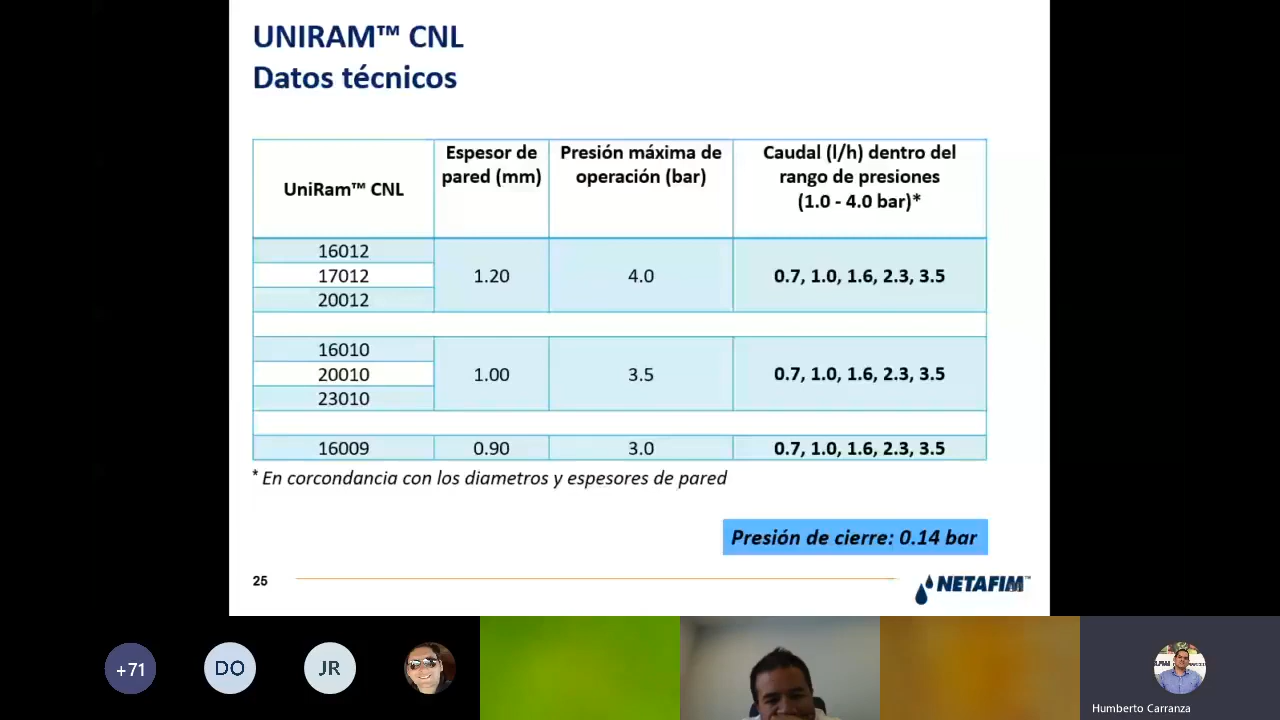 UNIRAM™ CNL
Datos técnicos
UniRam™ CNL
Espesor de
pared (mm)
Presión máxima de
operación (bar)
Caudal (l/h) dentro del
rango de presiones
(1.0 - 4.0 bar)*
16012
17012
20012
1.20
4.0
0.7, 1.0, 1.6, 2.3, 3.5
16010
20010
23010
1.00
3.5
0.7, 1.0, 1.6, 2.3, 3.5
16009
0.90
3.0
0.7, 1.0, 1.6, 2.3, 3.5
* En corcondancia con los diametros y espesores de pared
Presión de cierre: 0.14 bar
25
NETAFIM™
+71
DO
JR
Humberto Carranza